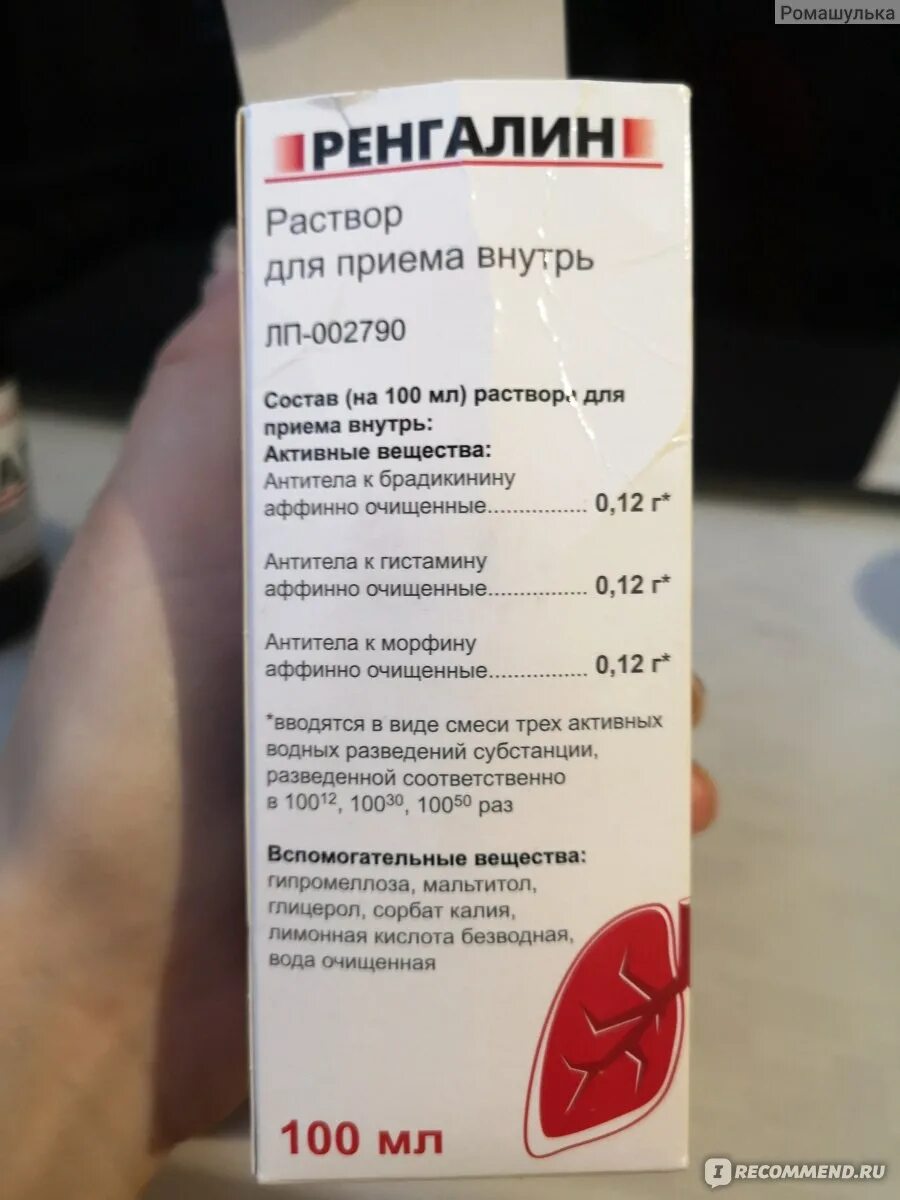 Ромашулька
РЕНГАЛИН
Раствор
для приема внутрь
ЛП-002790
Состав (на 100 мл) раствора для
приема внутрь:
Активные вещества:
Антитела к брадикинину
аффинно очищенные................ 0,12 г*
Антитела к гистамину
аффинно очищенные................ 0,12 г*
Антитела к морфину
аффинно очищенные................ 0,12 г*
*вводятся в виде смеси трех активных
водных разведений субстанции,
разведенной соответственно
в 100¹², 100³⁰, 100⁵⁰ раз
Вспомогательные вещества:
гипромеллоза, мальтитол,
глицерол, сорбат калия,
лимонная кислота безводная,
вода очищенная
100 мл
IRECOMMEND.RU